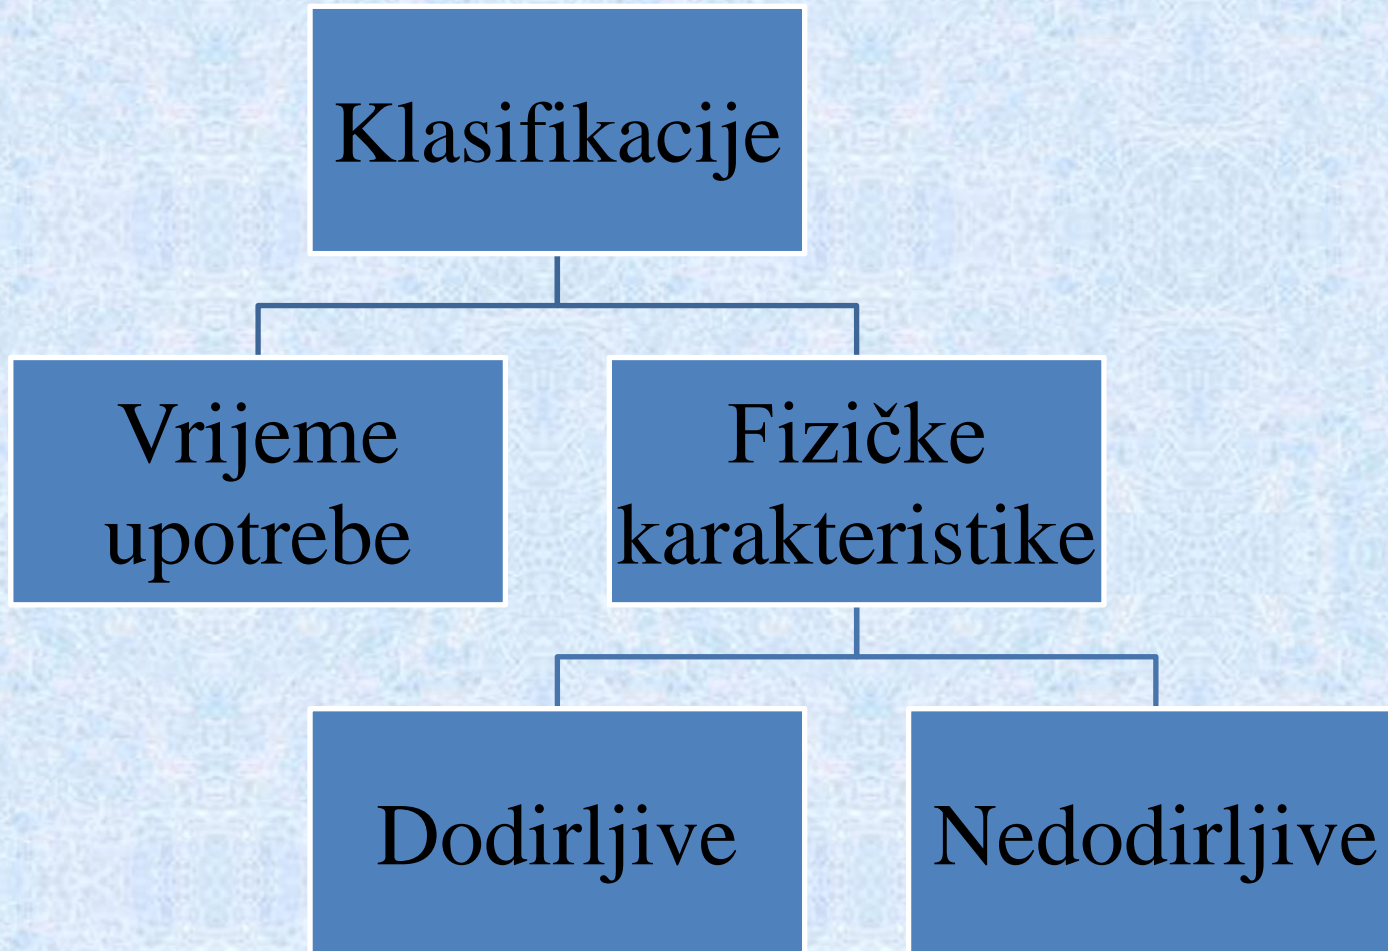 Klasifikacije
Vrijeme
upotrebe
Fizičke
karakteristike
Dodirljive
Nedodirljive